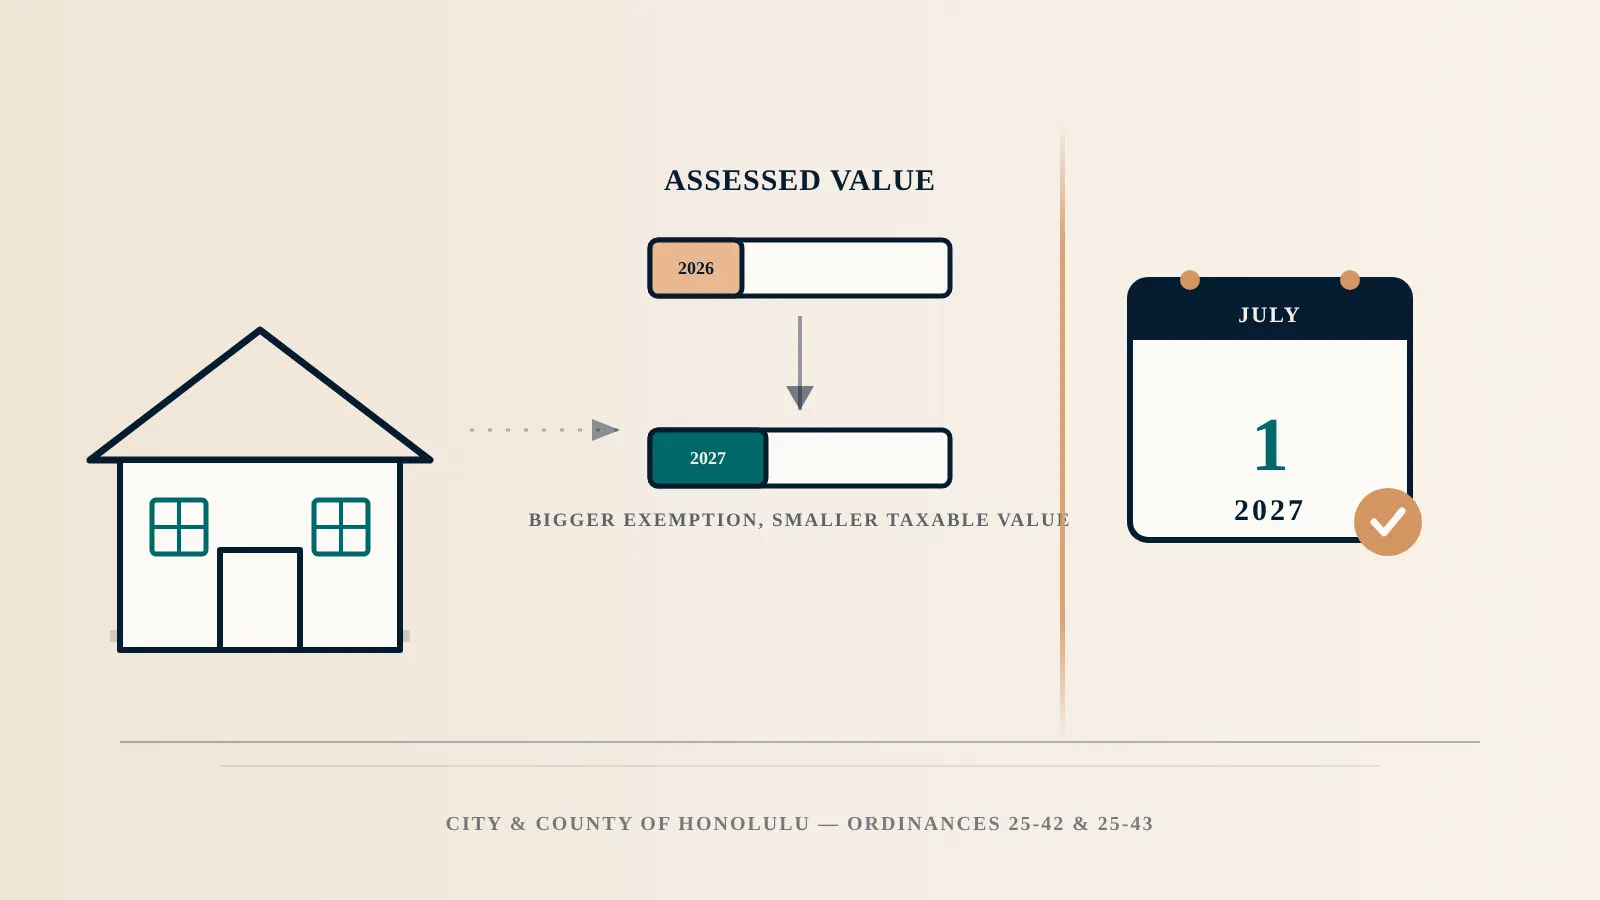 ASSESSED VALUE
2026
2027
BIGGER EXEMPTION, SMALLER TAXABLE VALUE
JULY
1
2027
CITY & COUNTY OF HONOLULU — ORDINANCES 25-42 & 25-43